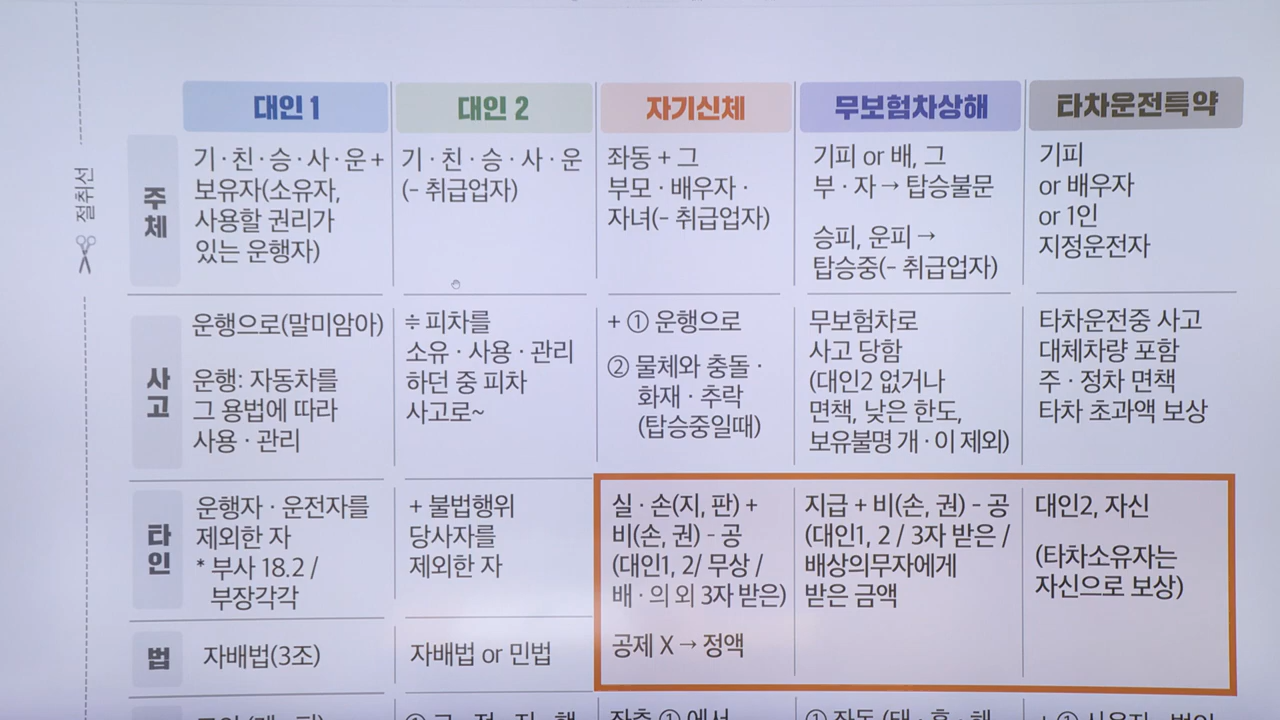 절취선
대인 1
대인 2
자기신체
무보험차상해
타차운전특약
주체
기·친·승·사·운+
보유자(소유자,
사용할 권리가
있는 운행자)
기·친·승·사·운
(- 취급업자)
좌동 + 그
부모·배우자·
자녀(- 취급업자)
기피 or 배, 그
부·자→ 탑승불문
승피, 운피 →
탑승중(- 취급업자)
기피
or 배우자
or 1인
지정운전자
사고
운행으로(말미암아)
운행: 자동차를
그 용법에 따라
사용·관리
≑ 피차를
소유·사용·관리
하던 중 피차
사고로~
+ ① 운행으로
② 물체와 충돌·
화재·추락
(탑승중일때)
무보험차로
사고 당함
(대인2 없거나
면책, 낮은 한도,
보유불명 개·이 제외)
타차운전중 사고
대체차량 포함
주·정차 면책
타차 초과액 보상
타인
운행자·운전자를
제외한 자
* 부사 18.2 /
부장각각
+ 불법행위
당사자를
제외한 자
실·손(지, 판) +
비(손, 권) - 공
(대인1, 2/ 무상 /
배·의 외 3자 받은)
공제 X → 정액
지급 + 비(손, 권) - 공
(대인1, 2 / 3자 받은 /
배상의무자에게
받은 금액
대인2, 자신
(타차소유자는
자신으로 보상)
법
자배법(3조)
자배법 or 민법